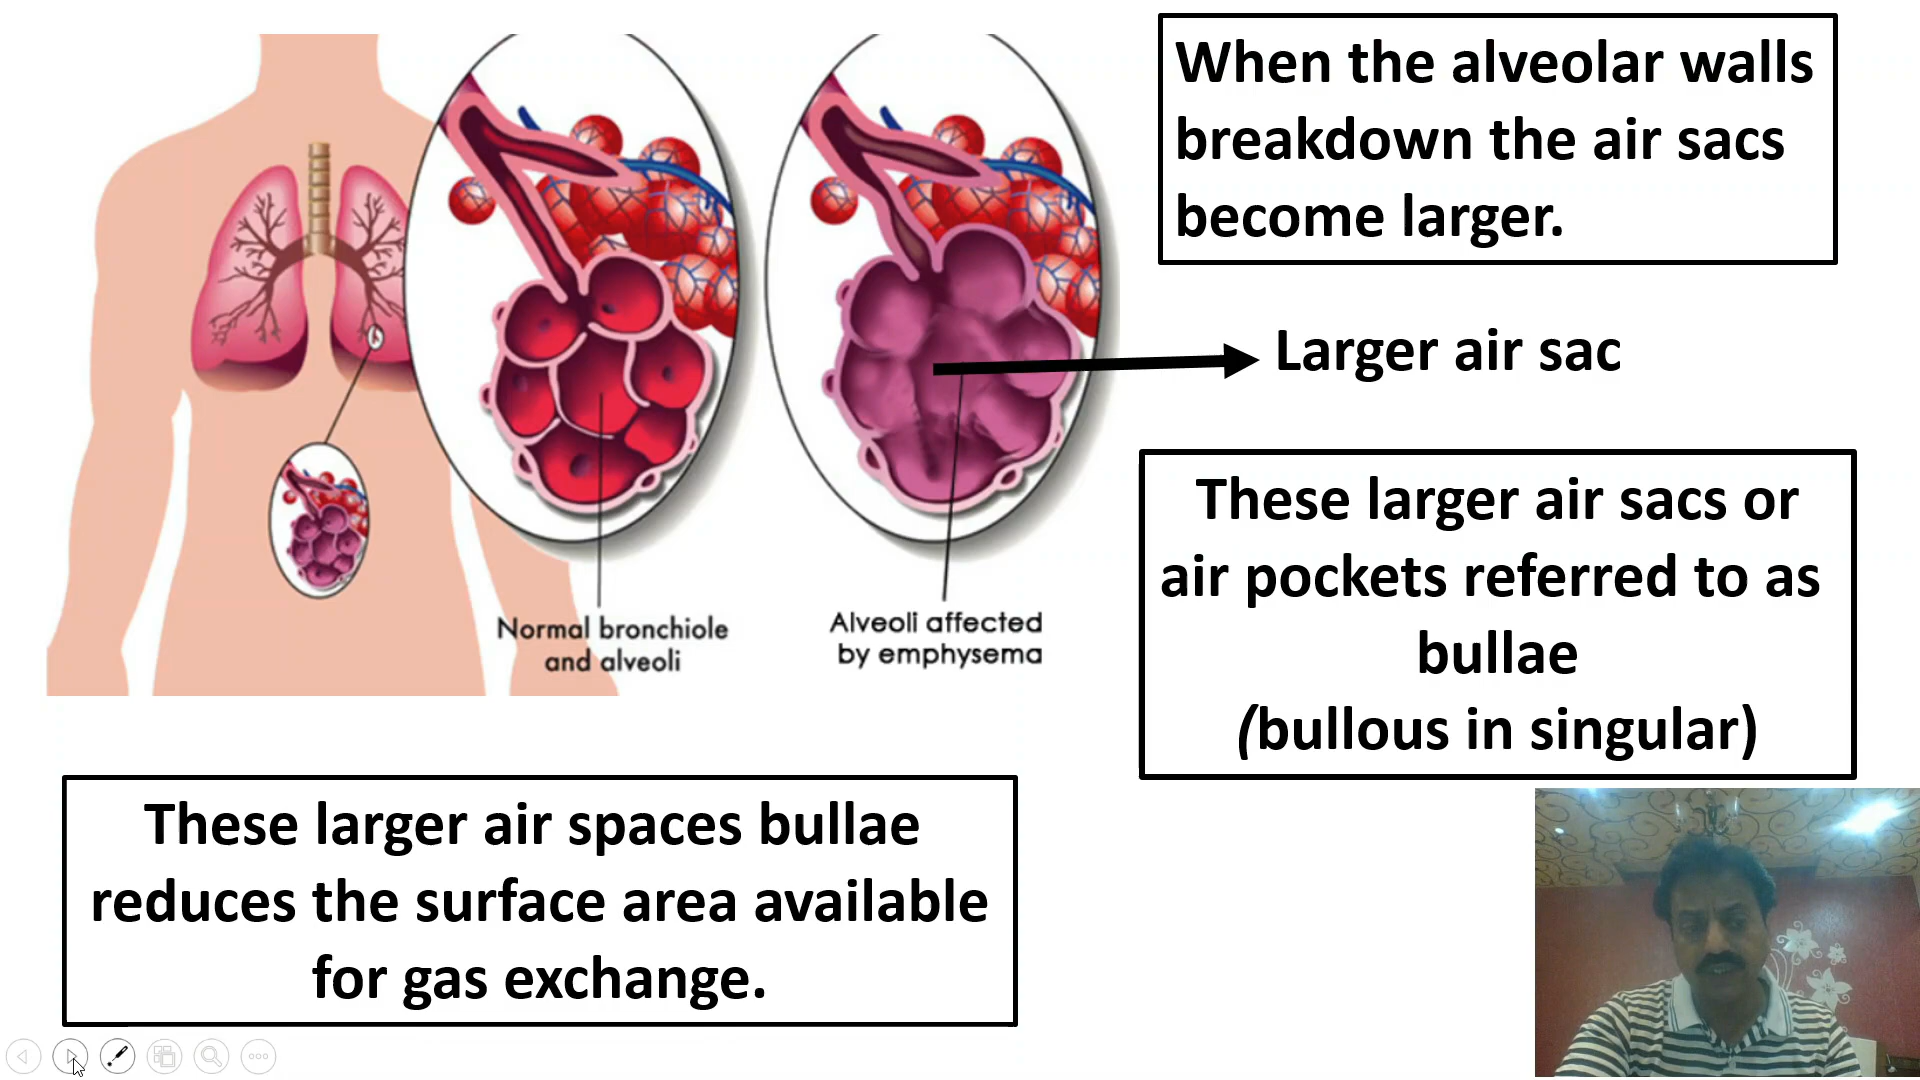 When the alveolar walls
breakdown the air sacs
become larger.
Larger air sac
These larger air sacs or
air pockets referred to as
bullae
(bullous in singular)
Normal bronchiole
and alveoli
Alveoli affected
by emphysema
These larger air spaces bullae
reduces the surface area available
for gas exchange.